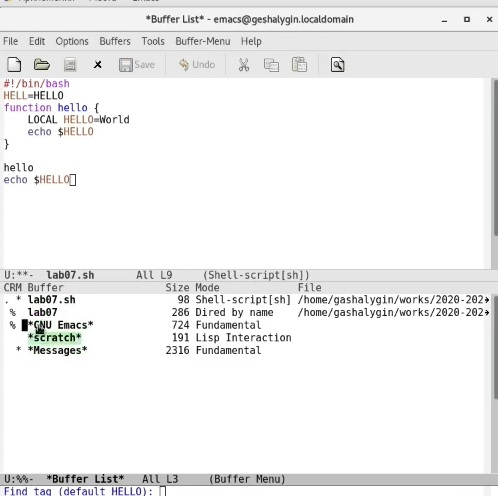 *Buffer List* - emacs@geshalygin.localdomain
File Edit Options Buffers Tools Buffer-Menu Help
Save Undo
#!/bin/bash
HELL=HELLO
function hello {
    LOCAL HELLO=World
    echo $HELLO
}
hello
echo $HELLO
U:**-  lab07.sh       All L9     (Shell-script[sh])
CRM Buffer                 Size Mode             File
. * lab07.sh                 98 Shell-script[sh] /home/gashalygin/works/2020-202
 %  lab07                   286 Dired by name    /home/gashalygin/works/2020-202
 %  *GNU Emacs*             724 Fundamental
    *scratch*               191 Lisp Interaction
  * *Messages*             2316 Fundamental
U:%%-  *Buffer List*   All L3     (Buffer Menu)
Find tag (default HELLO):